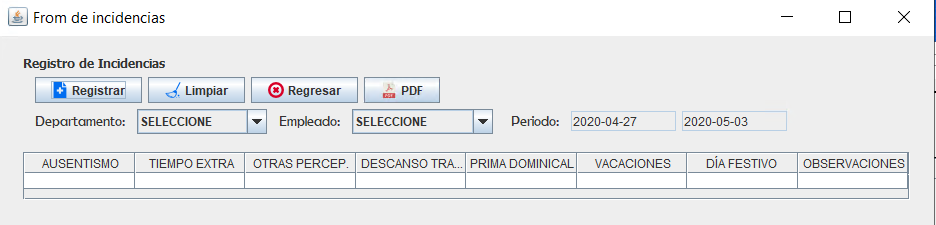 From de incidencias
Registro de Incidencias
Registrar Limpiar Regresar PDF
Departamento: SELECCIONE Empleado: SELECCIONE Periodo: 2020-04-27 2020-05-03
AUSENTISMO TIEMPO EXTRA OTRAS PERCEP. DESCANSO TRA... PRIMA DOMINICAL VACACIONES DÍA FESTIVO OBSERVACIONES